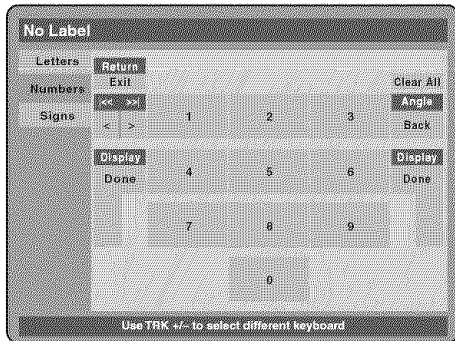 No Label
Letters
Numbers
Signs
Return
Exit
<< >>
< >
Display
Done
1 2 3
4 5 6
7 8 9
0
Clear All
Angle
Back
Display
Done
Use TRK +/– to select different keyboard